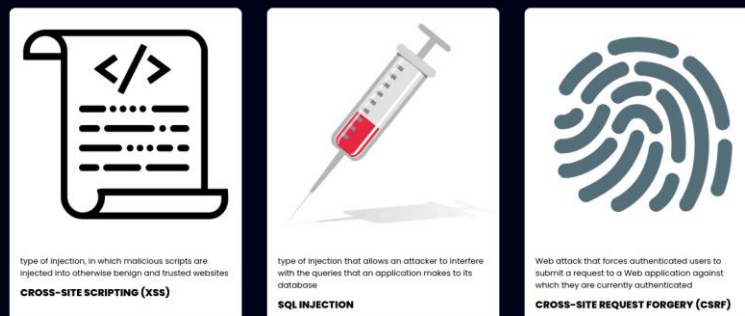 </>
type of injection, in which malicious scripts are
injected into otherwise benign and trusted websites
CROSS-SITE SCRIPTING (XSS)
type of injection that allows an attacker to interfere
with the queries that an application makes to its
database
SQL INJECTION
Web attack that forces authenticated users to
submit a request to a Web application against
which they are currently authenticated
CROSS-SITE REQUEST FORGERY (CSRF)